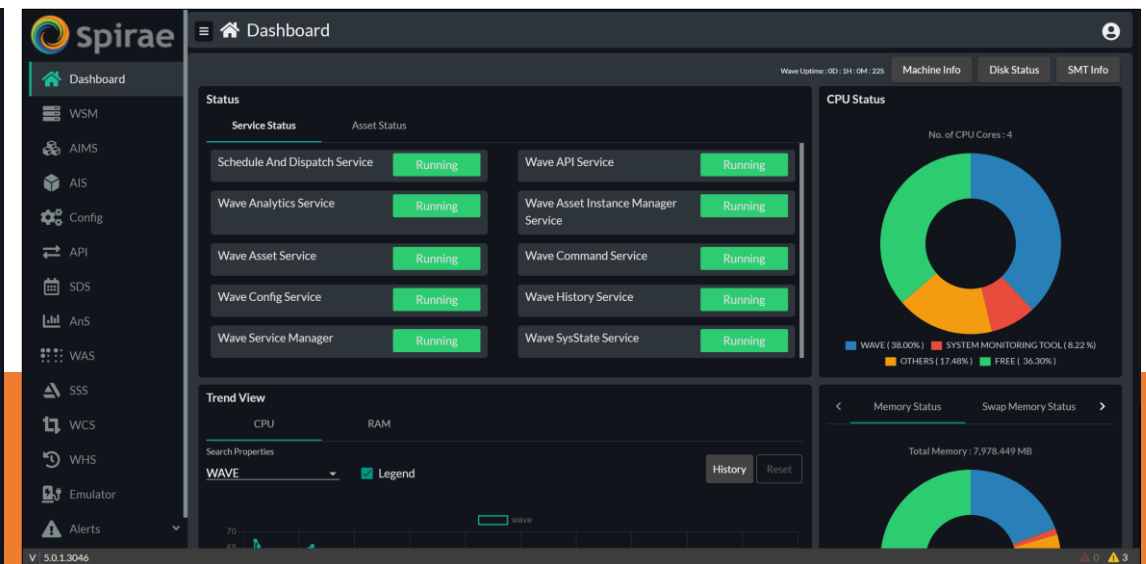 Spirae
Dashboard
Wave Uptime : 0D : 1H : 0M : 22S
Machine Info
Disk Status
SMT Info
Dashboard
WSM
AIMS
AIS
Config
API
SDS
AnS
WAS
SSS
WCS
WHS
Emulator
Alerts
Status
Service Status
Asset Status
Schedule And Dispatch Service
Running
Wave API Service
Running
Wave Analytics Service
Running
Wave Asset Instance Manager
Service
Running
Wave Asset Service
Running
Wave Command Service
Running
Wave Config Service
Running
Wave History Service
Running
Wave Service Manager
Running
Wave SysState Service
Running
CPU Status
No. of CPU Cores : 4
WAVE ( 38.00% )
SYSTEM MONITORING TOOL ( 8.22 %)
OTHERS ( 17.48% )
FREE ( 36.30% )
Trend View
CPU
RAM
Search Properties
WAVE
Legend
History
Reset
wave
70
65
Memory Status
Swap Memory Status
Total Memory : 7,978.449 MB
V 5.0.1.3046
0
3